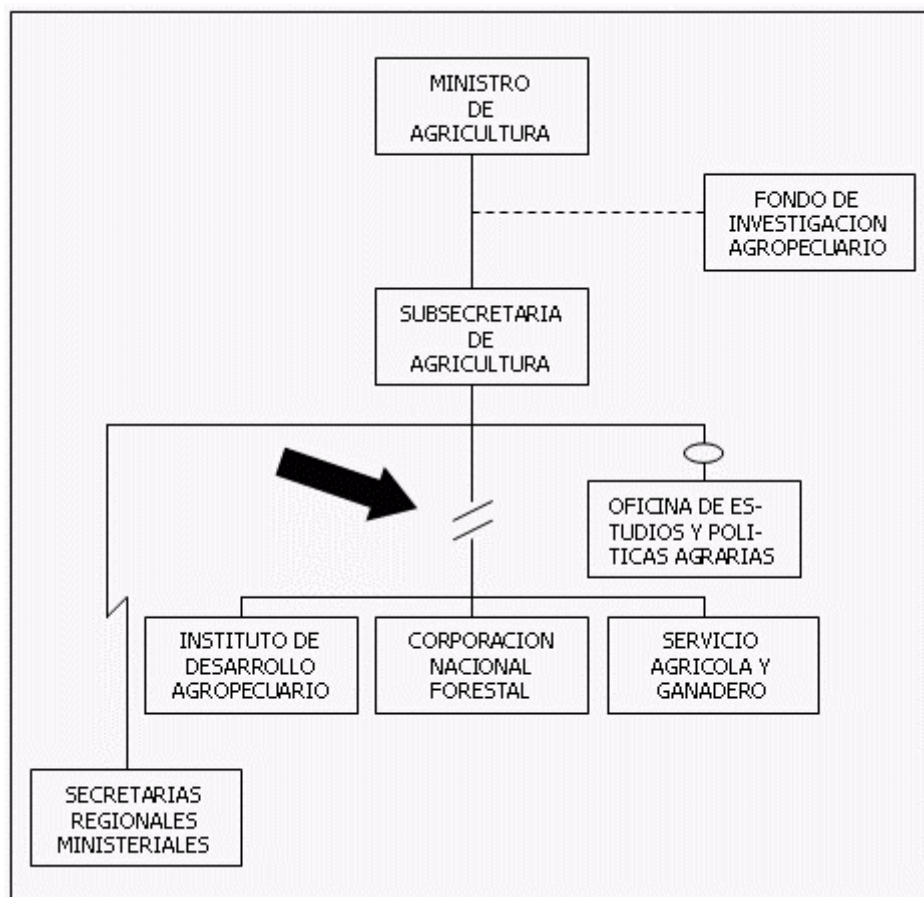 MINISTRO
DE
AGRICULTURA
FONDO DE
INVESTIGACION
AGROPECUARIO
SUBSECRETARIA
DE
AGRICULTURA
OFICINA DE ES-
TUDIOS Y POLI-
TICAS AGRARIAS
INSTITUTO DE
DESARROLLO
AGROPECUARIO
CORPORACION
NACIONAL
FORESTAL
SERVICIO
AGRICOLA Y
GANADERO
SECRETARIAS
REGIONALES
MINISTERIALES